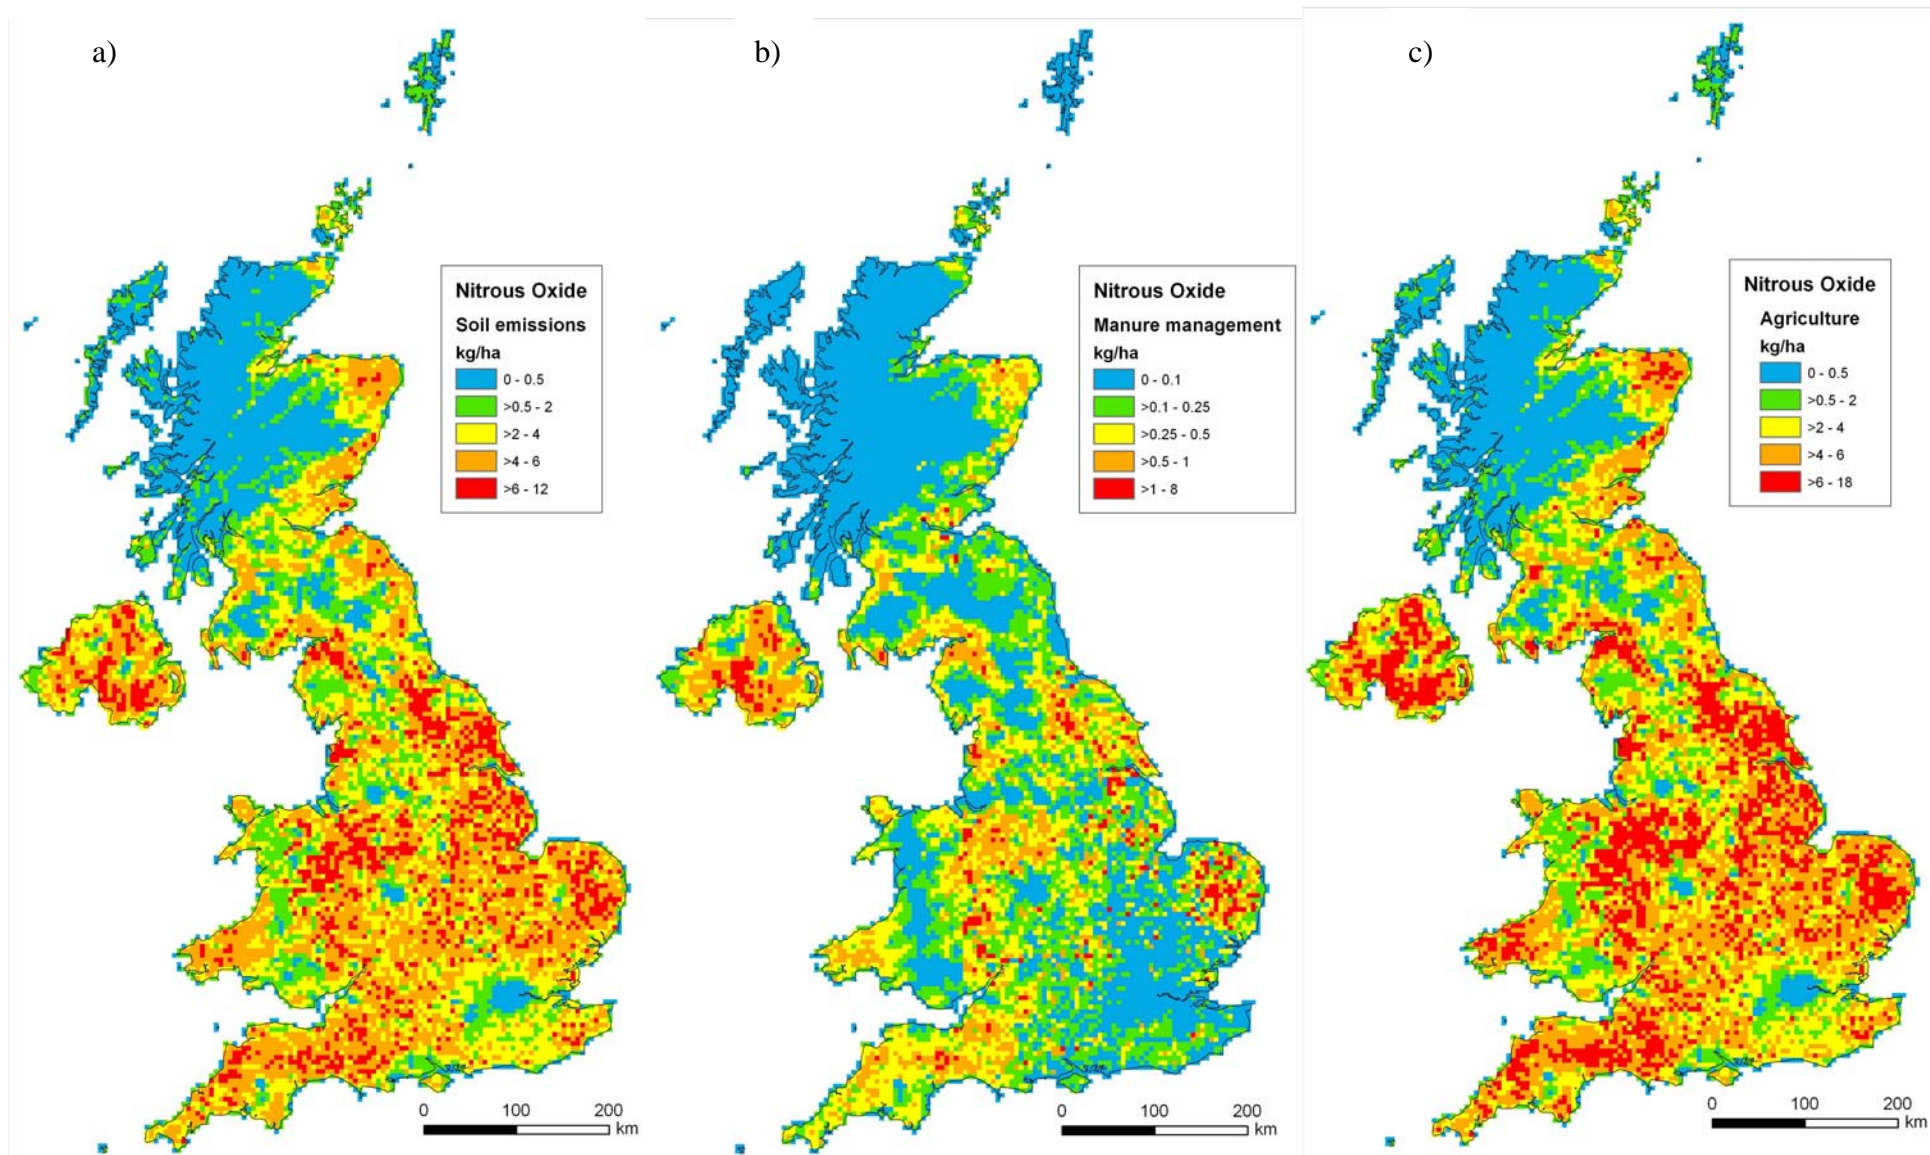 a)
Nitrous Oxide
Soil emissions
kg/ha
0 - 0.5
>0.5 - 2
>2 - 4
>4 - 6
>6 - 12
0 100 200
km
b)
Nitrous Oxide
Manure management
kg/ha
0 - 0.1
>0.1 - 0.25
>0.25 - 0.5
>0.5 - 1
>1 - 8
0 100 200
km
c)
Nitrous Oxide
Agriculture
kg/ha
0 - 0.5
>0.5 - 2
>2 - 4
>4 - 6
>6 - 18
0 100 200
km